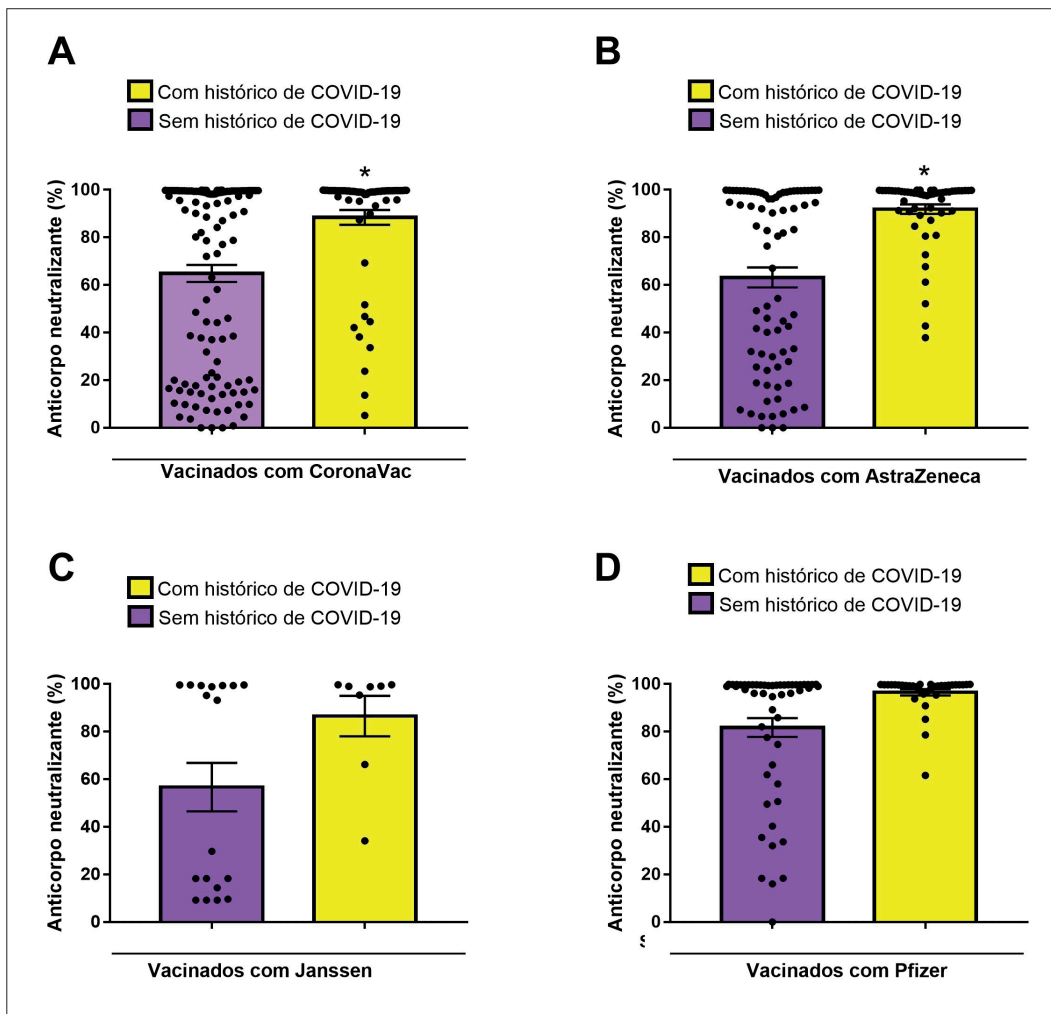 A
Com histórico de COVID-19
Sem histórico de COVID-19
*
Anticorpo neutralizante (%)
100
80
60
40
20
0
Vacinados com CoronaVac
B
Com histórico de COVID-19
Sem histórico de COVID-19
*
Anticorpo neutralizante (%)
100
80
60
40
20
0
Vacinados com AstraZeneca
C
Com histórico de COVID-19
Sem histórico de COVID-19
Anticorpo neutralizante (%)
100
80
60
40
20
0
Vacinados com Janssen
D
Com histórico de COVID-19
Sem histórico de COVID-19
Anticorpo neutralizante (%)
100
80
60
40
20
0
Vacinados com Pfizer